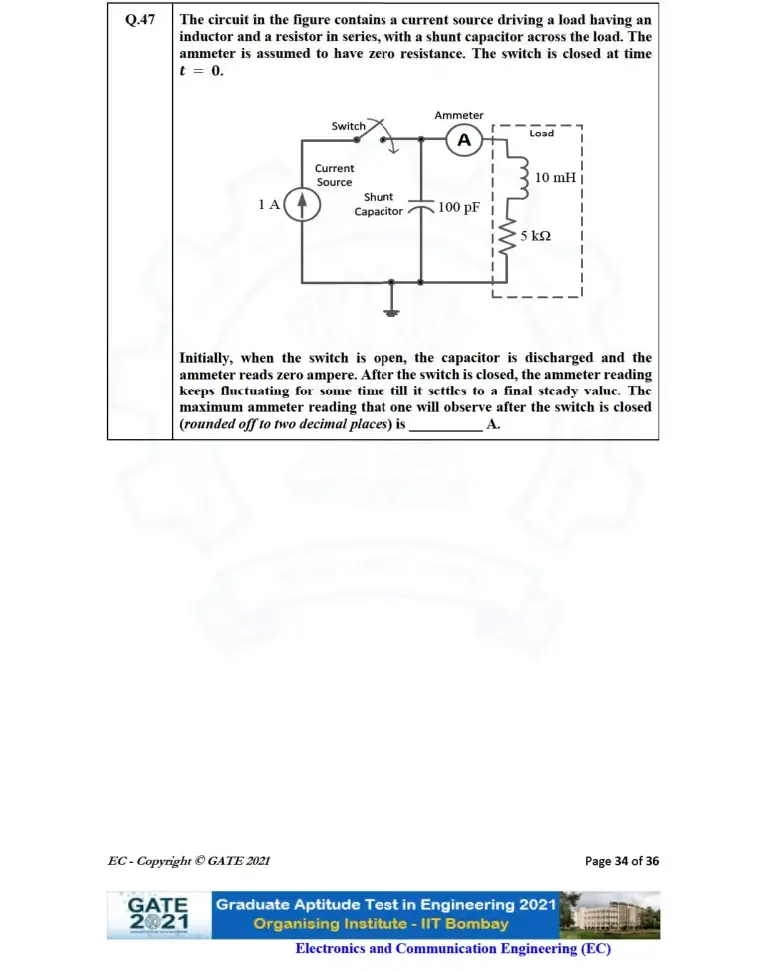 Q.47
The circuit in the figure contains a current source driving a load having an
inductor and a resistor in series, with a shunt capacitor across the load. The
ammeter is assumed to have zero resistance. The switch is closed at time
t = 0.
Ammeter
Switch
A
Load
Current
Source
10 mH
Shunt
Capacitor
1 A
100 pF
5 kΩ
Initially, when the switch is open, the capacitor is discharged and the
ammeter reads zero ampere. After the switch is closed, the ammeter reading
keeps fluctuating for some time till it settles to a final steady value. The
maximum ammeter reading that one will observe after the switch is closed
(rounded off to two decimal places) is __________ A.
EC - Copyright © GATE 2021
Page 34 of 36
GATE
2021
Graduate Aptitude Test in Engineering 2021
Organising Institute - IIT Bombay
Electronics and Communication Engineering (EC)